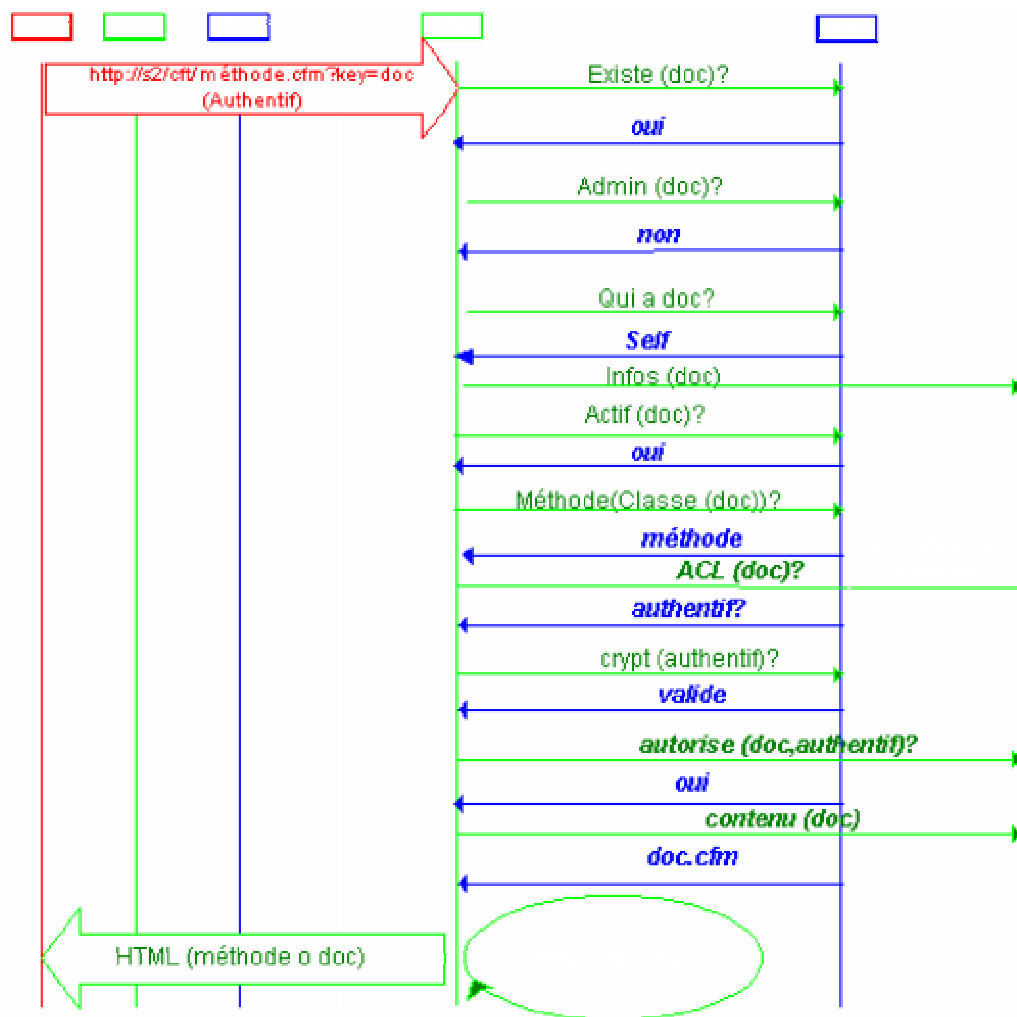 http://s2/cft/méthode.cfm?key=doc
(Authentif)
Existe (doc)?
oui
Admin (doc)?
non
Qui a doc?
Self
Infos (doc)
Actif (doc)?
oui
Méthode(Classe (doc))?
méthode
ACL (doc)?
authentif?
crypt (authentif)?
valide
autorise (doc,authentif)?
oui
contenu (doc)
doc.cfm
HTML (méthode o doc)